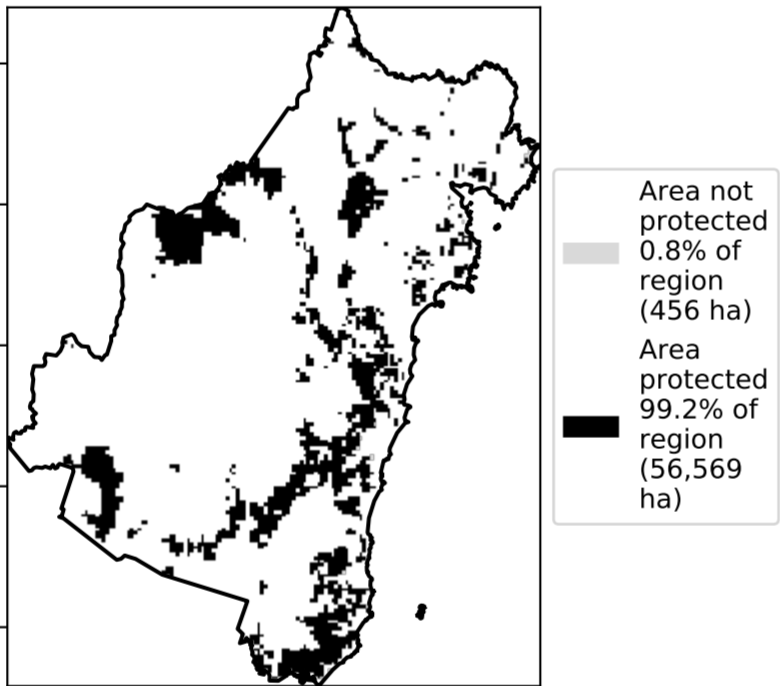 Area not
protected
0.8% of
region
(456 ha)
Area
protected
99.2% of
region
(56,569
ha)